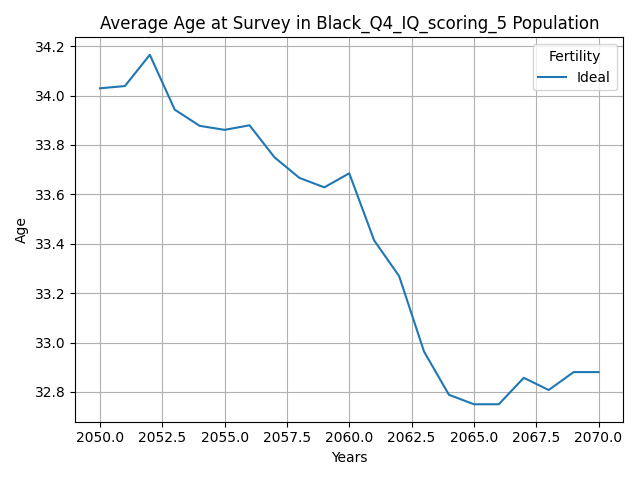 Average Age at Survey in Black_Q4_IQ_scoring_5 Population
Fertility
Ideal
34.2
34.0
33.8
33.6
33.4
33.2
33.0
32.8
Age
2050.0 2052.5 2055.0 2057.5 2060.0 2062.5 2065.0 2067.5 2070.0
Years